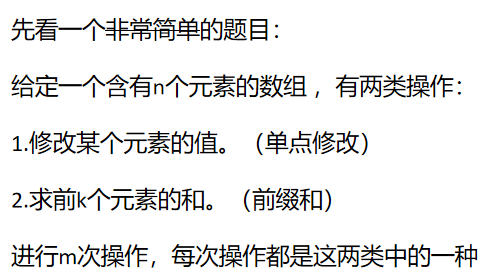 先看一个非常简单的题目：
给定一个含有n个元素的数组 ，有两类操作：
1.修改某个元素的值。（单点修改）
2.求前k个元素的和。（前缀和）
进行m次操作，每次操作都是这两类中的一种